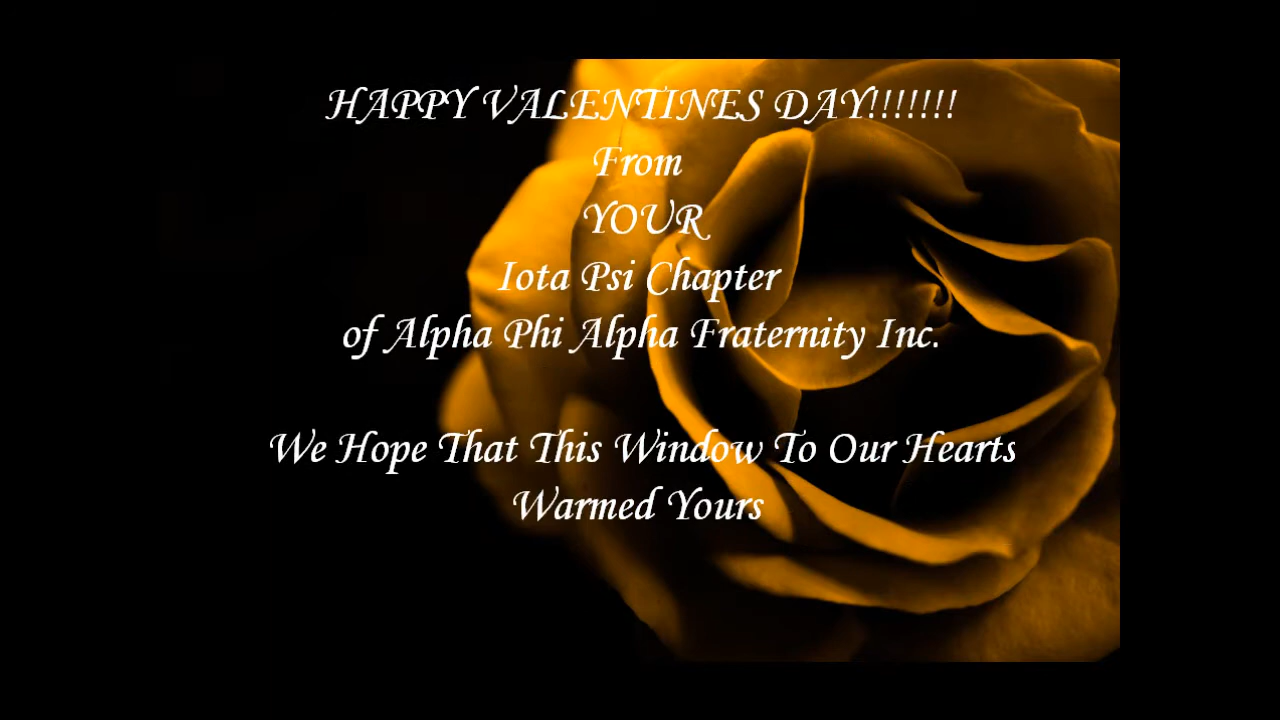 HAPPY VALENTINES DAY!!!!!!!
From
YOUR
Iota Psi Chapter
of Alpha Phi Alpha Fraternity Inc.
We Hope That This Window To Our Hearts
Warmed Yours